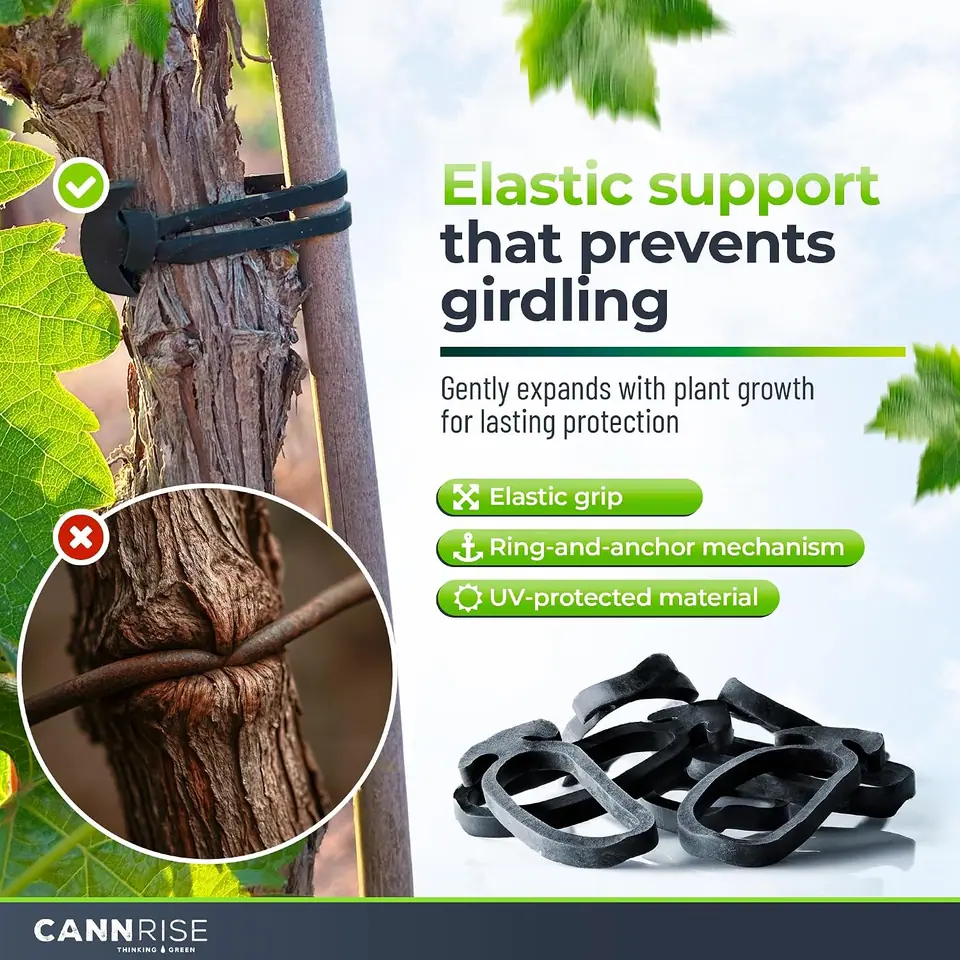 Elastic support
that prevents
girdling
Gently expands with plant growth
for lasting protection
Elastic grip
Ring-and-anchor mechanism
UV-protected material
CANNRISE
THINKING GREEN